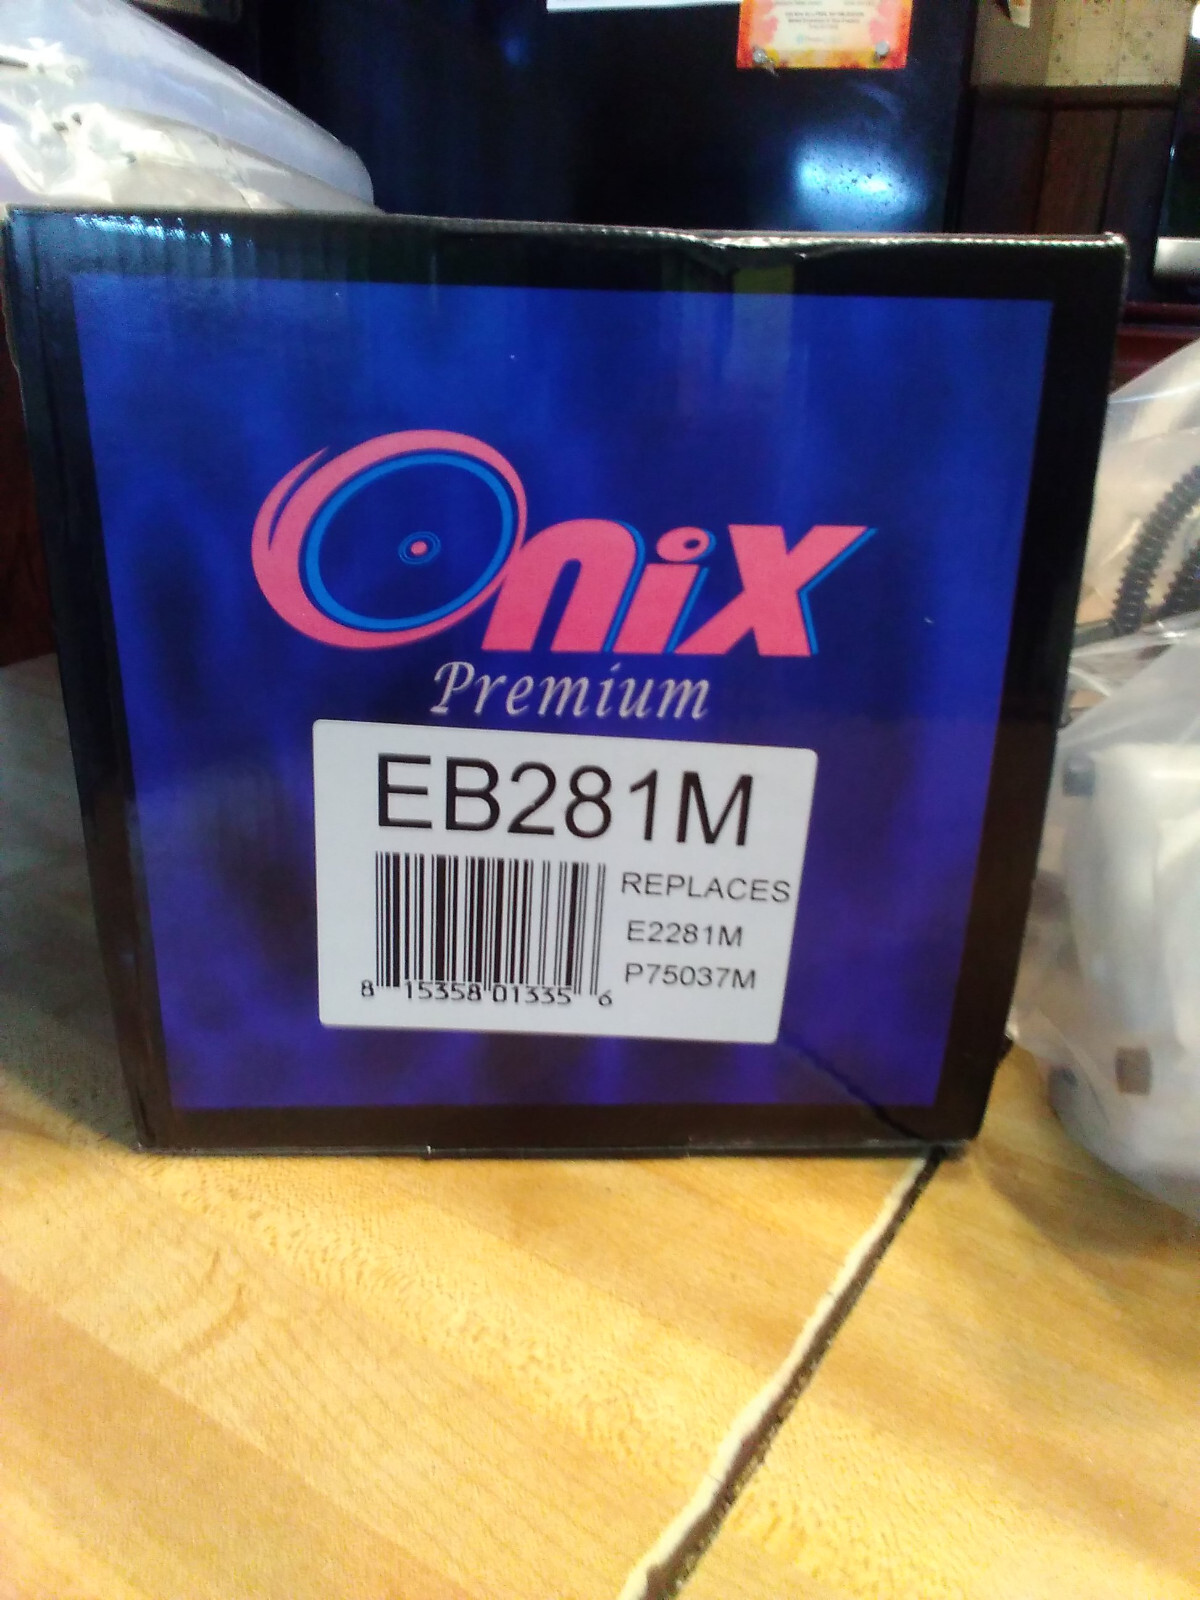 Onix
Premium
EB281M
REPLACES
E2281M
P75037M
8 15358 01335 6